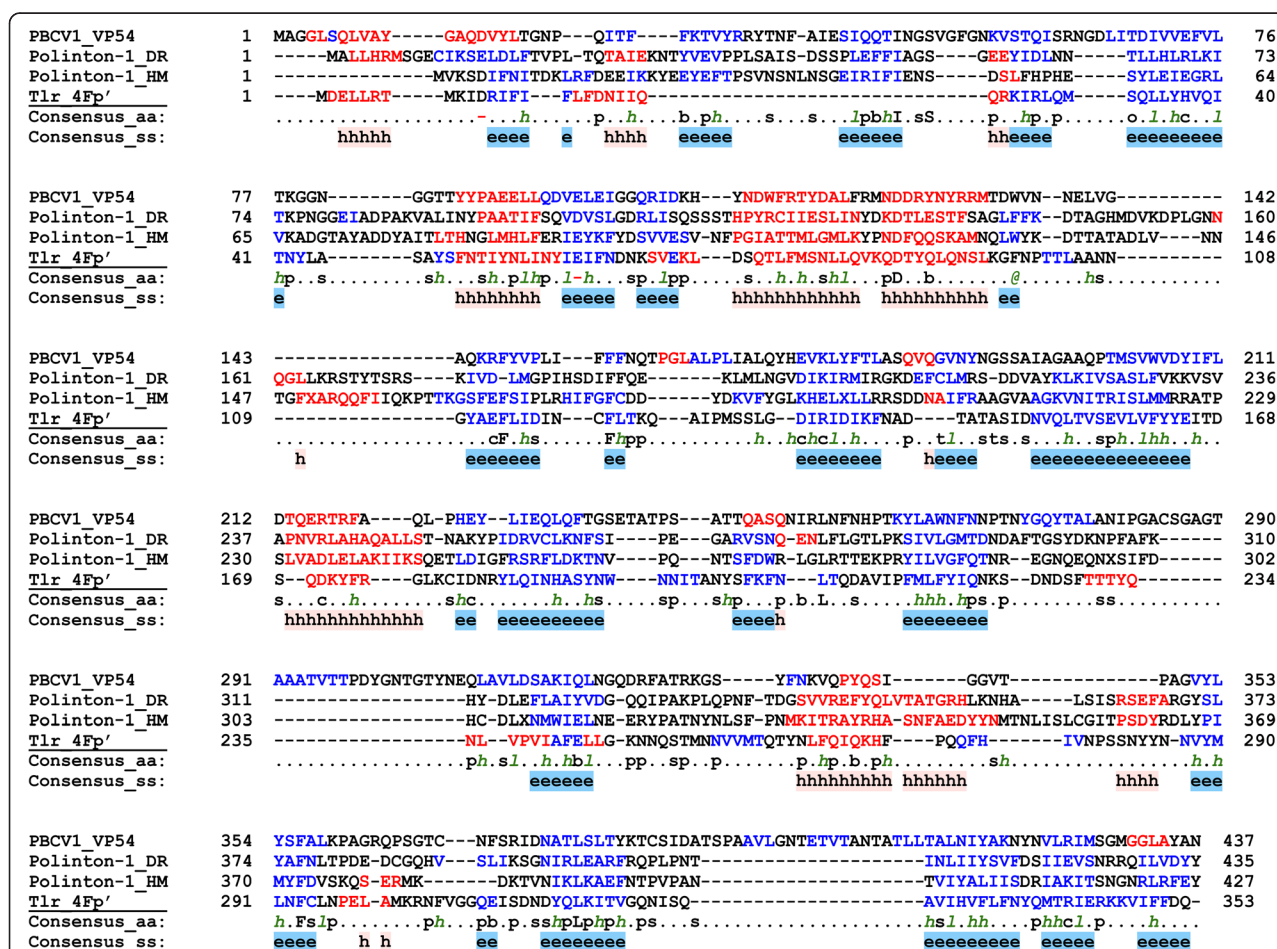 PBCV1_VP54 1 MAGGLSQLVAY-----GAQDVYLTGNP---QITF-----FKTVYRRYTNF-AIESIQQTINGSVGFGNKVSTQISRNGDLITDIVVEFVL 76
Polinton-1_DR 1 -----MALLHRMSGECIKSELDLFTVPL-TQTAIEKNTYVEVPPLSAIS-DSSPLEFFIAGS----GEEYIDLNN----TLLHLRLKI 73
Polinton-1_HM 1 ---------------MVKSDIFNITDKLRFDEEIKKYEEYEFTPSVNSNLNSGEIRIFIENS----DSLFHPHE-----SYLEIEGRL 64
Tlr_4Fp′ 1 ----MDELLRT----MKIDRIFI--FLFDNIIQ--------------------------------QRKIRLQM-----SQLLYHVQI 40
Consensus_aa: ...................-...h......p..h....b.ph....s...s...lpbhI.sS....p..hp.p......o.l.hc..l
Consensus_ss: hhhhh eeee e hhhh eeeee eeeeee hheeee eeeeeeeee
PBCV1_VP54 77 TKGGN--------GGTTYYPAEELLQDVELEIGGQRIDKH---YNDWFRTYDALFRMNDDRYNYRRMTDWVN--NELVG---------- 142
Polinton-1_DR 74 TKPNGGEIADPAKVALINYPAATIFSQVDVSLGDRLISQSSSTHPYRCIIESLINYDKDTLESTFSAGLFFK--DTAGHMDVKDPLGNN 160
Polinton-1_HM 65 VKADGTAYADDYAITLTHNGLMHLFERIEYKFYDSVVESV-NFPGIATTMLGMLKYPNDFQQSKAMNQLWYK--DTTATADLV----NN 146
Tlr_4Fp′ 41 TNYLA-------SAYSFNTIYNLINYIEIFNDNKSVEKL---DSQTLFMSNLLQVKQDTYQLQNSLKGFNPTTLAANN----------- 108
Consensus_aa: hp..s..........sh...sh.plhp.l-h...sp.lpp.....s...h.h.shl...pD..b.......@......hs...........
Consensus_ss: e hhhhhhhh eeeee eeee hhhhhhhhhhhh hhhhhhhhhh ee
PBCV1_VP54 143 -----------------AQKRFYVPLI---FFFNQTPGLALPLIALQYHEVKLYFTLASQVQGVNYNGSSAIAGAAQPTMSVWVDYIFL 211
Polinton-1_DR 161 QGLLKRSTYTSRS----KIVD-LMGPIHSDIFFQE------KLMLNGVDIKIRMIRGKDEFCLMRS-DDVAYKLKIVSASLFVKKVSV 236
Polinton-1_HM 147 TGFXARQQFIIQKPTTKGSFEFSIPLRHIFGFCDD-----YDKVFYGLKHELXLLRRSDDNAIFRAAGVAAGKVNITRISLMMRRATP 229
Tlr_4Fp′ 109 -----------------GYAEFLIDIN---CFLTKQ---AIPMSSLG--DIRIDIKFNAD----TATASIDNVQLTVSEVLVFYYEITD 168
Consensus_aa: ....................cF..hs......Fhpp............h..hchcl.h....p..tl..sts.s....h..sph.lhh..h..
Consensus_ss: h eeeeeee ee eeeeeeee heeee eeeeeeeeeeeeeee
PBCV1_VP54 212 DTQERTRFA----QL-PHEY--LIEQLQFTGSETATPS---ATTQASQNIRLNFNHPTKYLAWNFNNPTNYGQYTALANIPGACSGAGT 290
Polinton-1_DR 237 APNVRLAHAQALLST-NAKYPIDRVCLKNFSI----PE---GARVSNQ-ENLFLGTLPKSIVLGMTDNDAFTGSYDKNPFAFK------ 310
Polinton-1_HM 230 SLVADLELAKIIKSQETLDIGFRSRFLDKTNV----PQ---NTSFDWR-LGLRTTEKPRYILVGFQTNR--EGNQEQNXSIFD------ 302
Tlr_4Fp′ 169 S--QDKYFR---GLKCIDNRYLQINHASYNW----NNITANYSFKFN---LTQDAVIPFMLFYIQNKS--DNDSFTTTYQ-------- 234
Consensus_aa: s...c..h.........shc.......h..hs.....sp....shp...p.b.L..s.....hhh.hps.p........ss..........
Consensus_ss: hhhhhhhhhhhhh ee eeeeeeeeee eeeeh eeeeeeee
PBCV1_VP54 291 AAATVTTPDYGNTGTYNEQLAVLDSAKIQLNGQDRFATRKGS-----YFNKVQPYQSI-----GGVT--------PAGVYL 353
Polinton-1_DR 311 ------------------HY-DLEFLAIYVDG-QQIPAKPLQPNF-TDGSVVREFYQLVTATGRHLKNHA----LSISRSEFARGYSL 373
Polinton-1_HM 303 ------------------HC-DLXNMWIELNE-ERYPATNYNLSF-PNMKITRAYRHA-SNFAEDYYNMTNLISLCGITPSDYRDLYPI 369
Tlr_4Fp′ 235 ------------------NL--VPVIAFELLG-KNNQSTMNNVVMTQTYNLFQIQKHF----PQQFH-------IVNPSSNYYN-NVYM 290
Consensus_aa: ..................ph.sl..h.hbl...pp...sp..p.........p.hp.b.ph.........sh..................h.h
Consensus_ss: eeeeee hhhhhhhhh hhhhhh hhhh eee
PBCV1_VP54 354 YSFALKPAGRQPSGTC---NFSRIDNATLSLTYKTCSIDATSPAAVLGNTETVTANTATLLTALNIYAKNYNVLRIMSGMGGLAYAN 437
Polinton-1_DR 374 YAFNLTPDE-DCGQHV---SLIKSGNIRLEARFRQPLPNT---------------------INLIIYSVFDSIIEVSNRRQILVDYY 435
Polinton-1_HM 370 MYFDVSKQS-ERMK-----DKTVNIKLKAEFNTPVPAN-----------------------TVIYALIISDRIAKITSNGNRLRFEY 427
Tlr_4Fp′ 291 LNFCLNPEL-AMKRNFVGGQEISDNDYQLKITVGQNISQ----------------------AVIHVFLFNYQMTRIERKKVIFFDQ- 353
Consensus_aa: h.Fslp........ph...pb.p.sshpLphph.ps..s.....................hsl.hh...phhcl.p....h...
Consensus_ss: eeee h h ee eeeeeeee eeeeeeeee eeeee eeeee